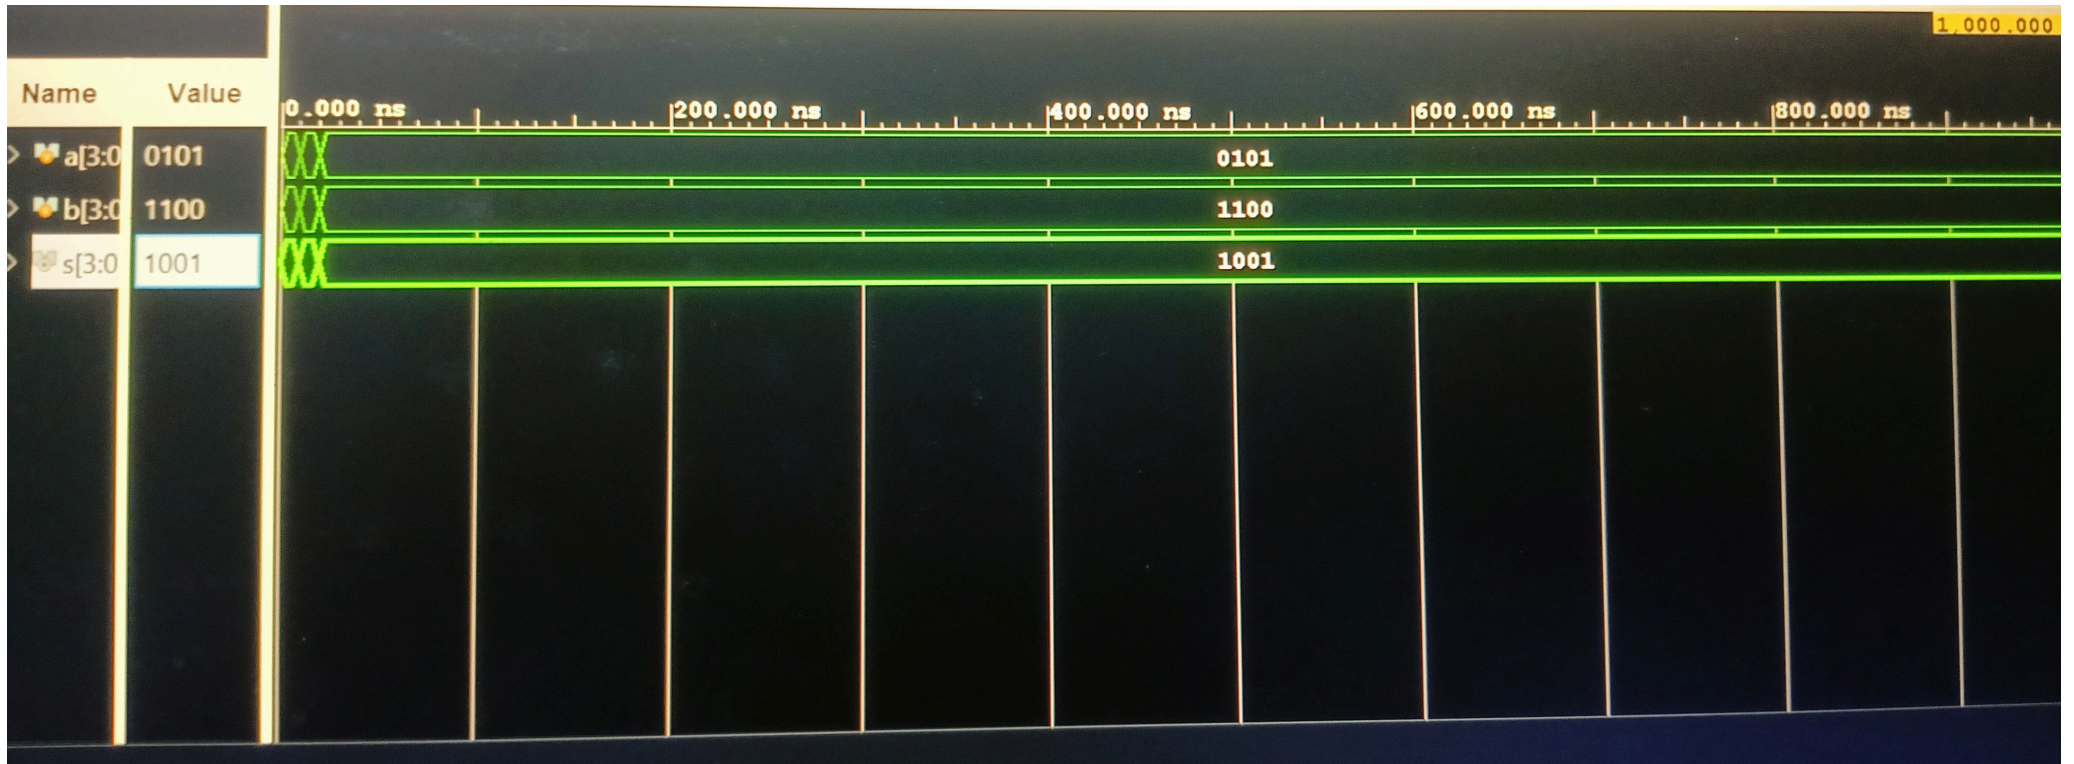 1,000.000
Name Value
0.000 ns 200.000 ns 400.000 ns 600.000 ns 800.000 ns
a[3:0 0101 0101
b[3:0 1100 1100
s[3:0 1001 1001